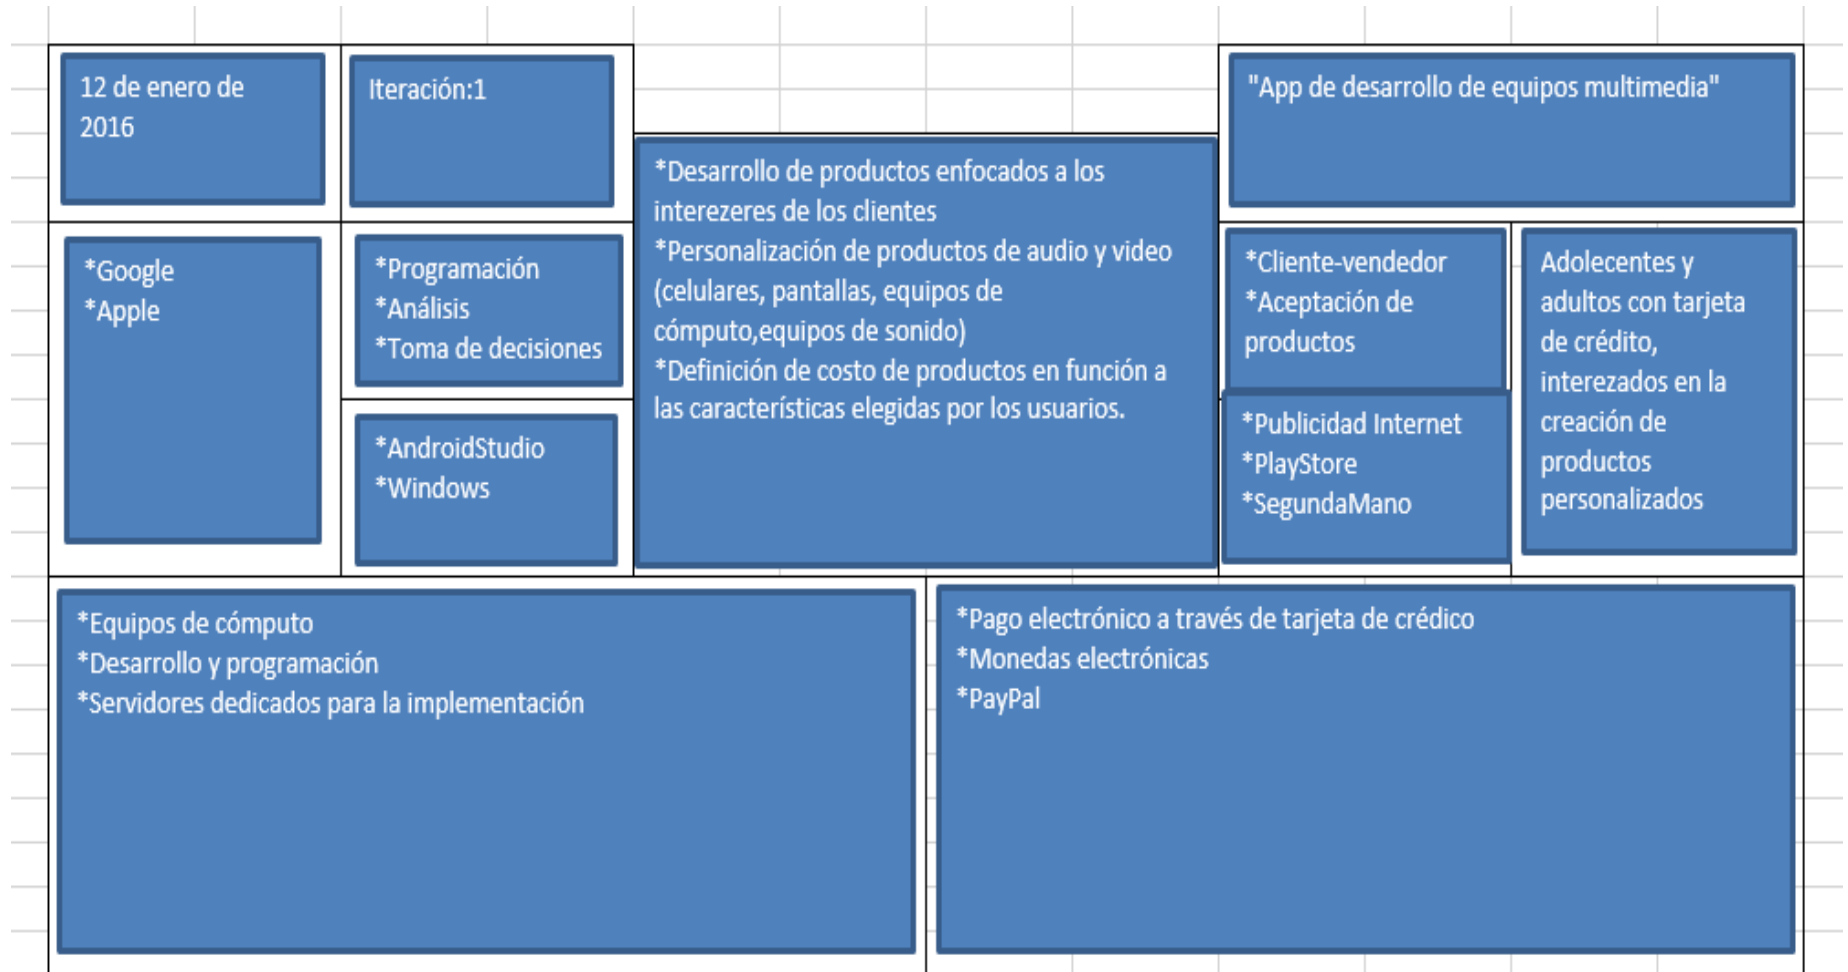 12 de enero de
2016
Iteración:1
"App de desarrollo de equipos multimedia"
*Google
*Apple
*Programación
*Análisis
*Toma de decisiones
*AndroidStudio
*Windows
*Desarrollo de productos enfocados a los
interezeres de los clientes
*Personalización de productos de audio y video
(celulares, pantallas, equipos de
cómputo,equipos de sonido)
*Definición de costo de productos en función a
las característicias elegidas por los usuarios.
*Cliente-vendedor
*Aceptación de
productos
*Publicidad Internet
*PlayStore
*SegundaMano
Adolecentes y
adultos con tarjeta
de crédito,
interezados en la
creación de
productos
personalizados
*Equipos de cómputo
*Desarrollo y programación
*Servidores dedicados para la implementación
*Pago electrónico a través de tarjeta de crédico
*Monedas electrónicas
*PayPal